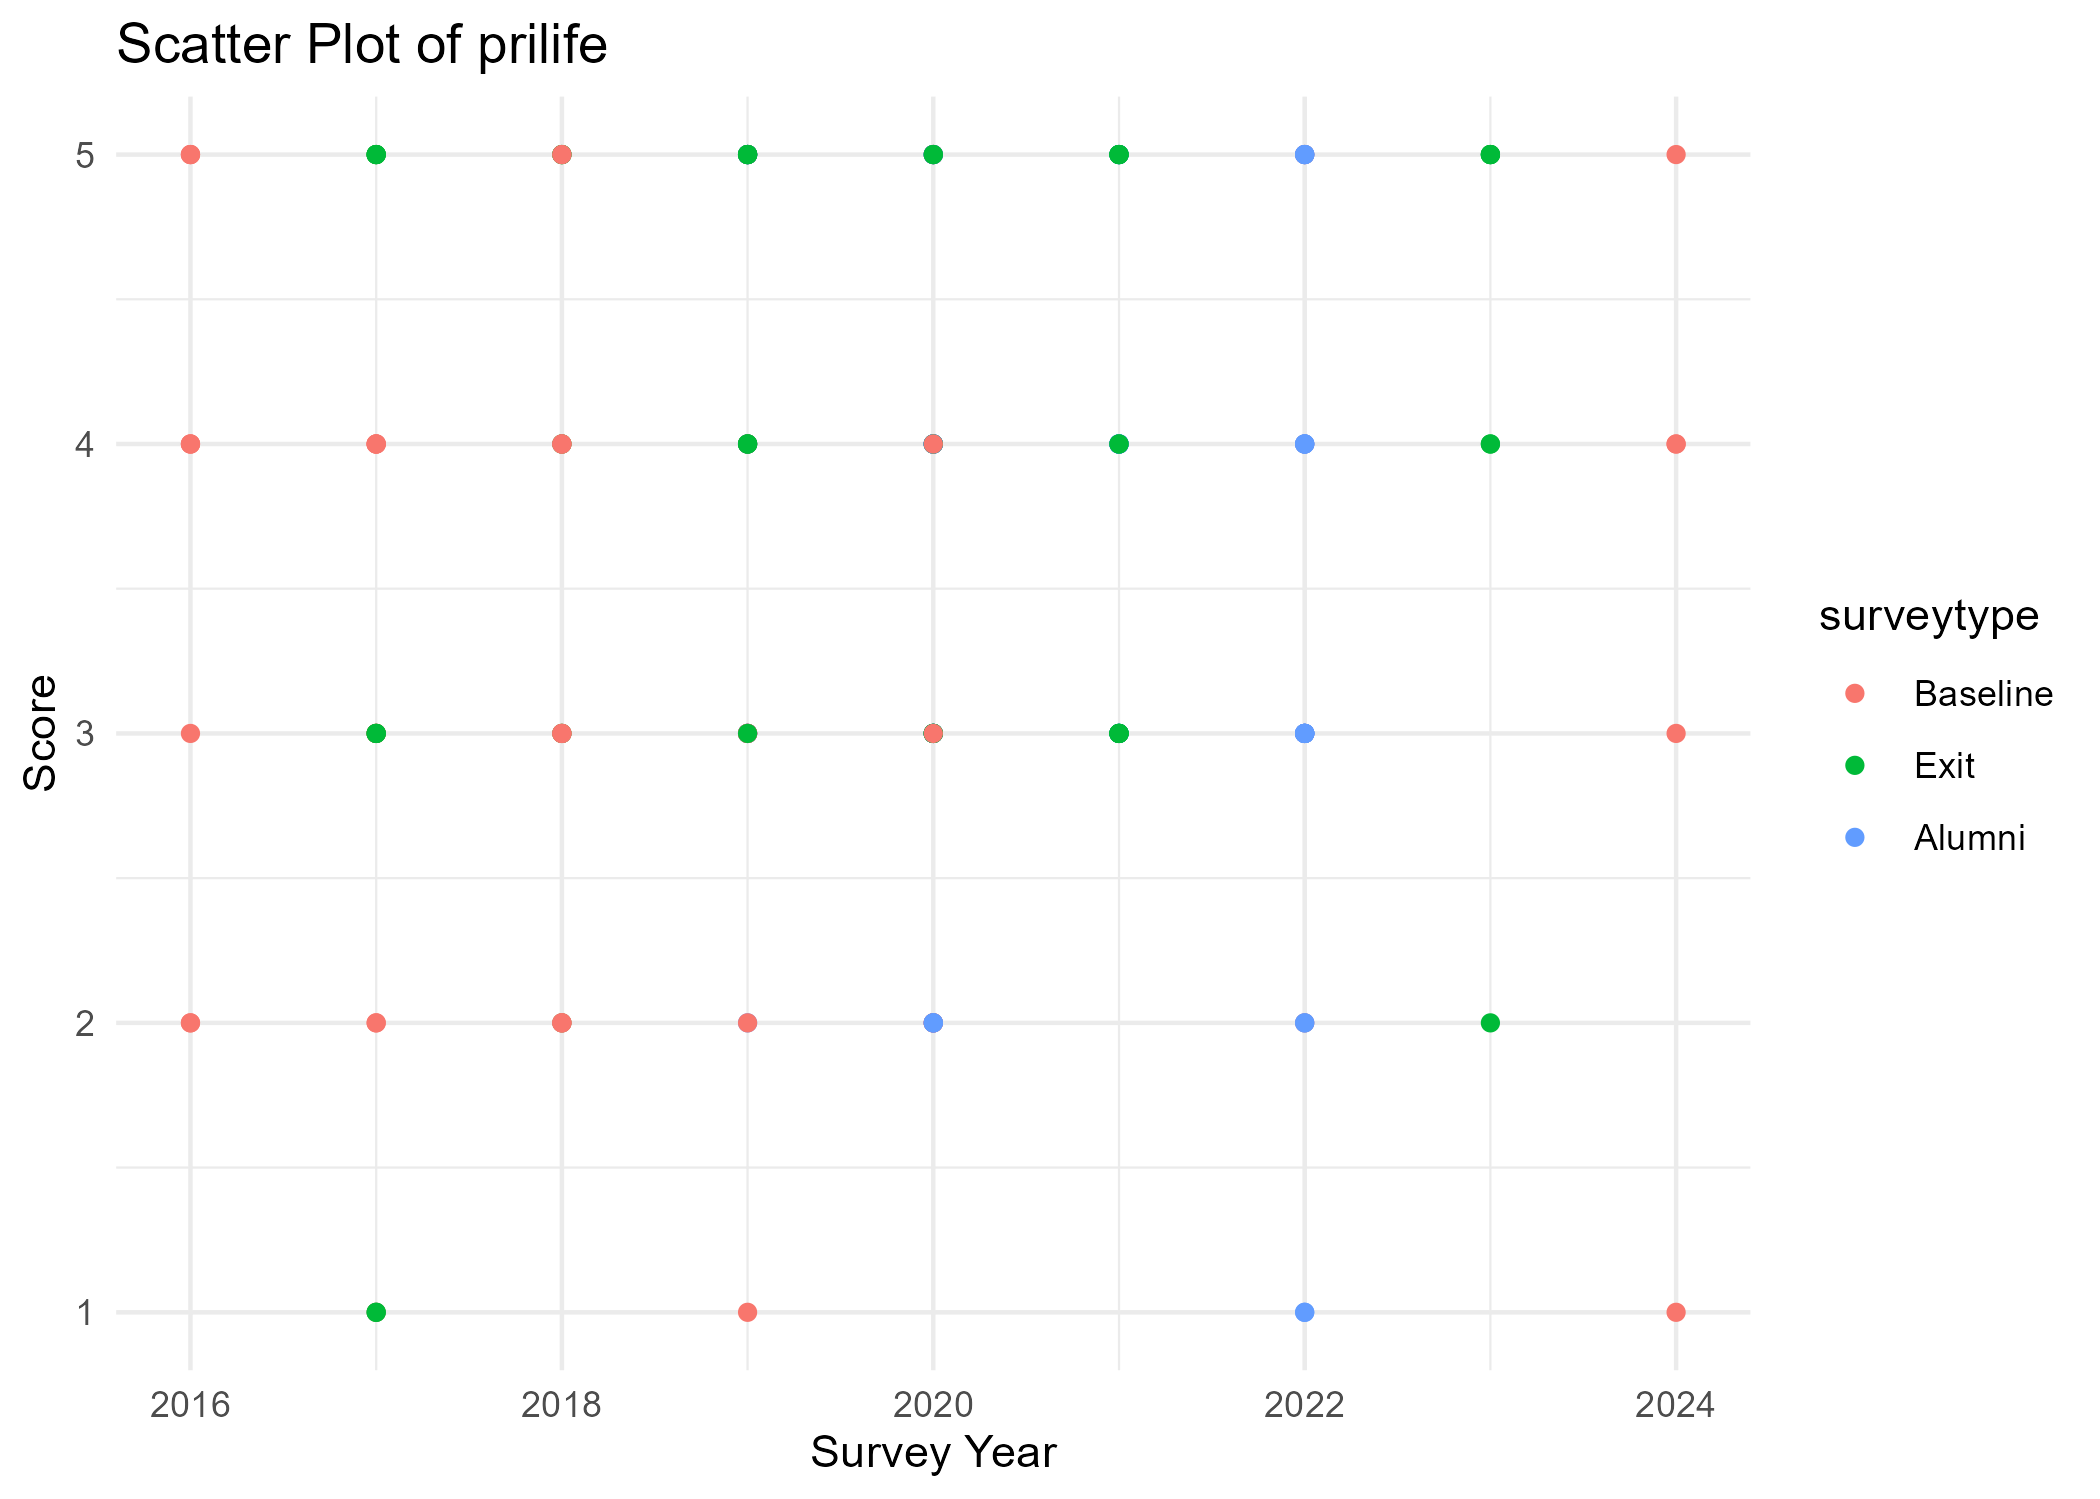 Scatter Plot of prilife
5
4
3
2
1
Score
2016 2018 2020 2022 2024
Survey Year
surveytype
Baseline
Exit
Alumni